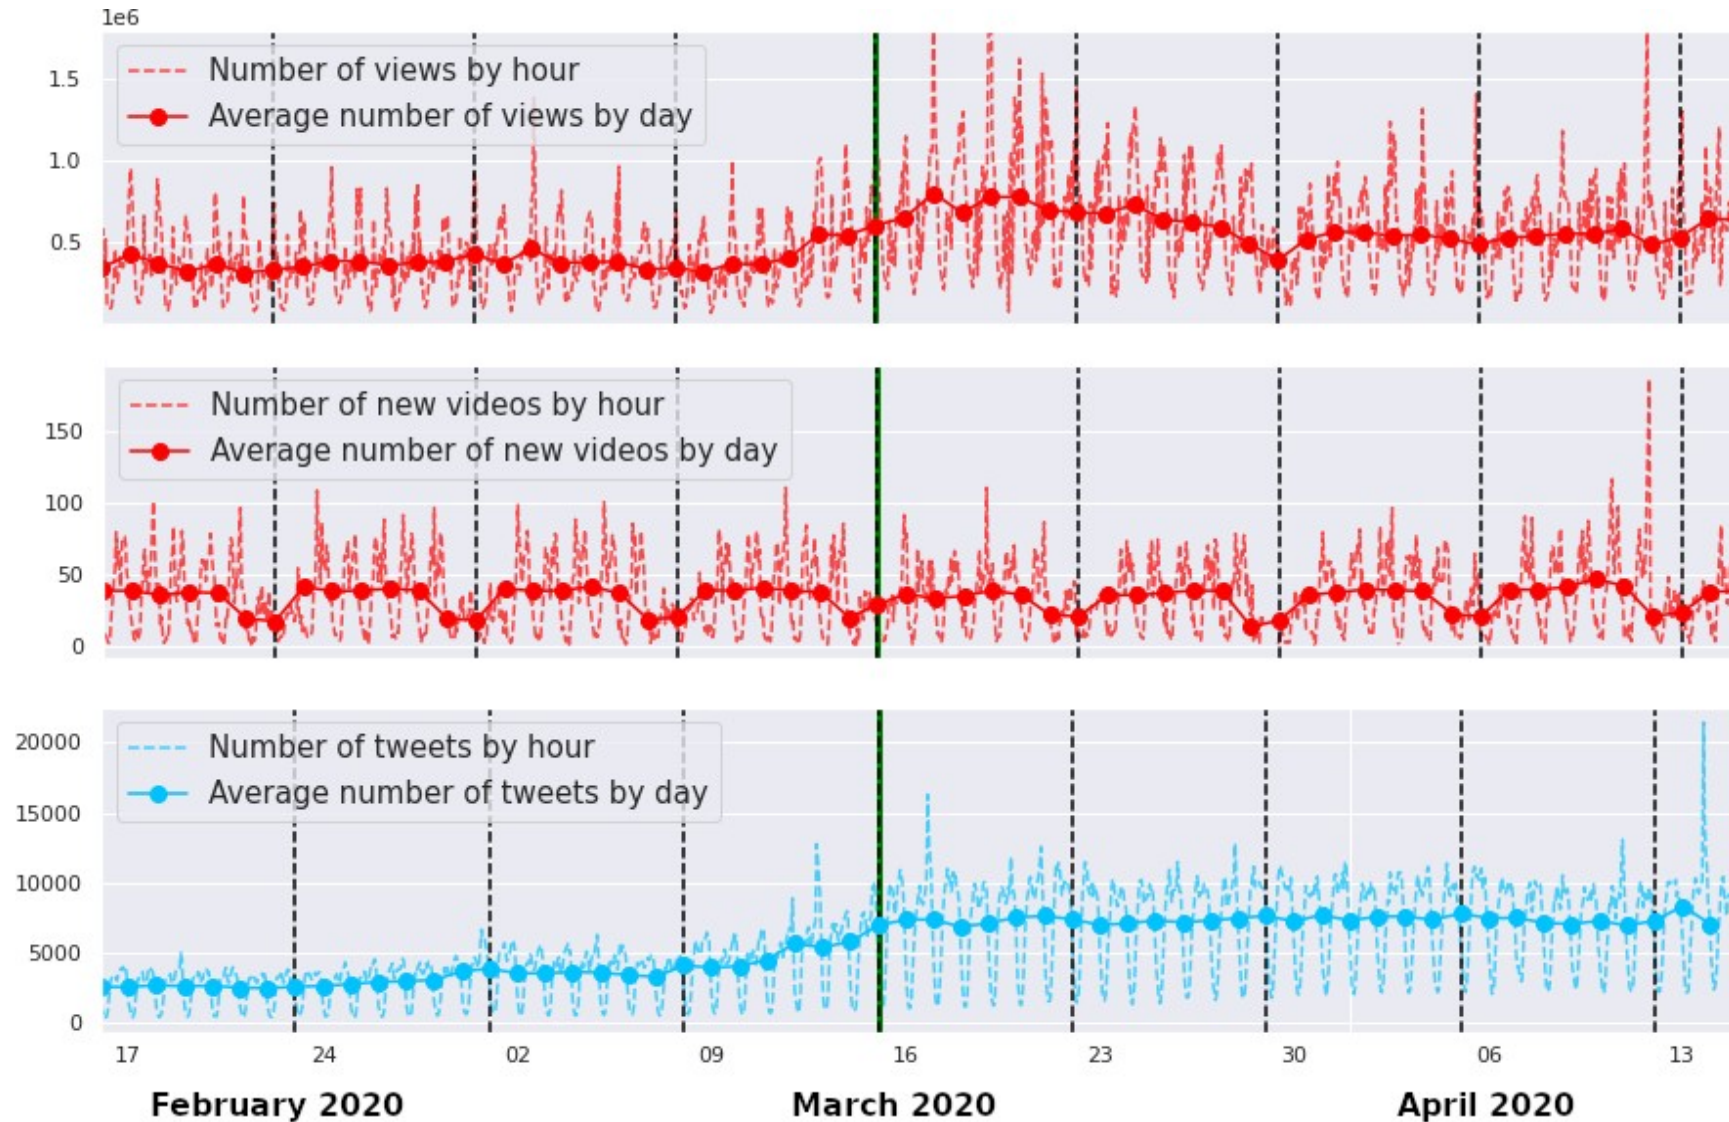 1e6
Number of views by hour
Average number of views by day
1.5
1.0
0.5
Number of new videos by hour
Average number of new videos by day
150
100
50
0
Number of tweets by hour
Average number of tweets by day
20000
15000
10000
5000
0
17 24 02 09 16 23 30 06 13
February 2020 March 2020 April 2020